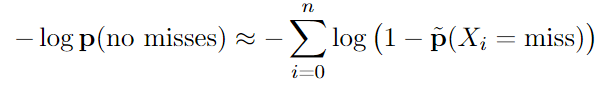 − log p(no misses) ≈ − ∑_{i=0}^{n} log (1 − p̃(X_i = miss))